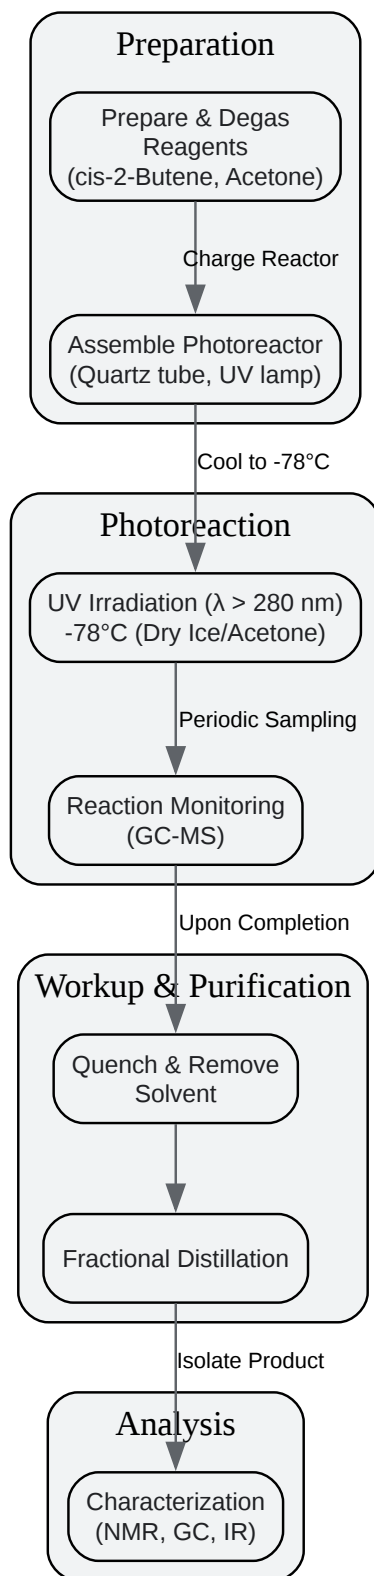 Preparation
Prepare & Degas
Reagents
(cis-2-Butene, Acetone)
Charge Reactor
Assemble Photoreactor
(Quartz tube, UV lamp)
Cool to -78°C
Photoreaction
UV Irradiation (λ > 280 nm)
-78°C (Dry Ice/Acetone)
Periodic Sampling
Reaction Monitoring
(GC-MS)
Upon Completion
Workup & Purification
Quench & Remove
Solvent
Fractional Distillation
Isolate Product
Analysis
Characterization
(NMR, GC, IR)